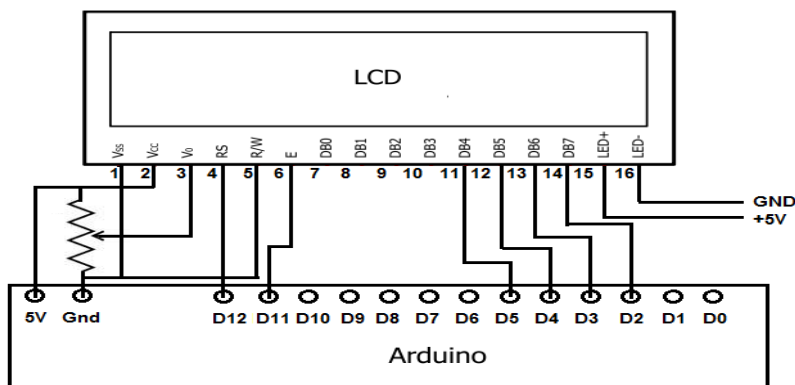 LCD
Vss Vcc V0 RS R/W E DB0 DB1 DB2 DB3 DB4 DB5 DB6 DB7 LED+ LED-
1 2 3 4 5 6 7 8 9 10 11 12 13 14 15 16
GND
+5V
5V Gnd D12 D11 D10 D9 D8 D7 D6 D5 D4 D3 D2 D1 D0
Arduino